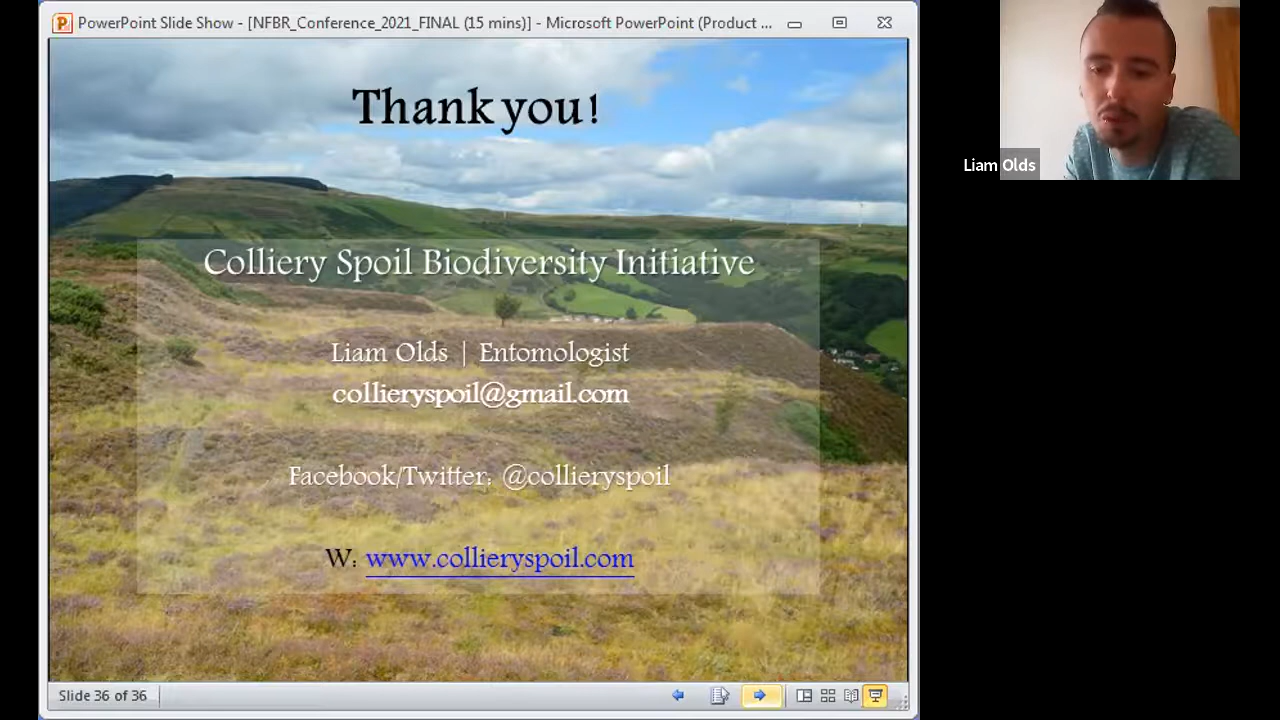 PowerPoint Slide Show - [NFBR_Conference_2021_FINAL (15 mins)] - Microsoft PowerPoint (Product ...
Thank you!
Colliery Spoil Biodiversity Initiative
Liam Olds | Entomologist
collieryspoil@gmail.com
Facebook/Twitter: @collieryspoil
W: www.collieryspoil.com
Slide 36 of 36
Liam Olds